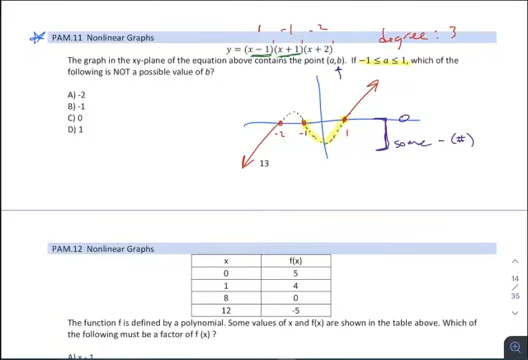 1, -1, -2
degree: 3
PAM.11 Nonlinear Graphs
y = (x − 1)(x + 1)(x + 2)
The graph in the xy-plane of the equation above contains the point (a,b). If −1 ≤ a ≤ 1, which of the
following is NOT a possible value of b?
A) -2
B) -1
C) 0
D) 1
0
-2 -1 1
some - (#)
13
PAM.12 Nonlinear Graphs
x f(x)
0 5
1 4
8 0
12 -5
The function f is defined by a polynomial. Some values of x and f(x) are shown in the table above. Which of
the following must be a factor of f (x) ?
A) x - 1
14
/
35